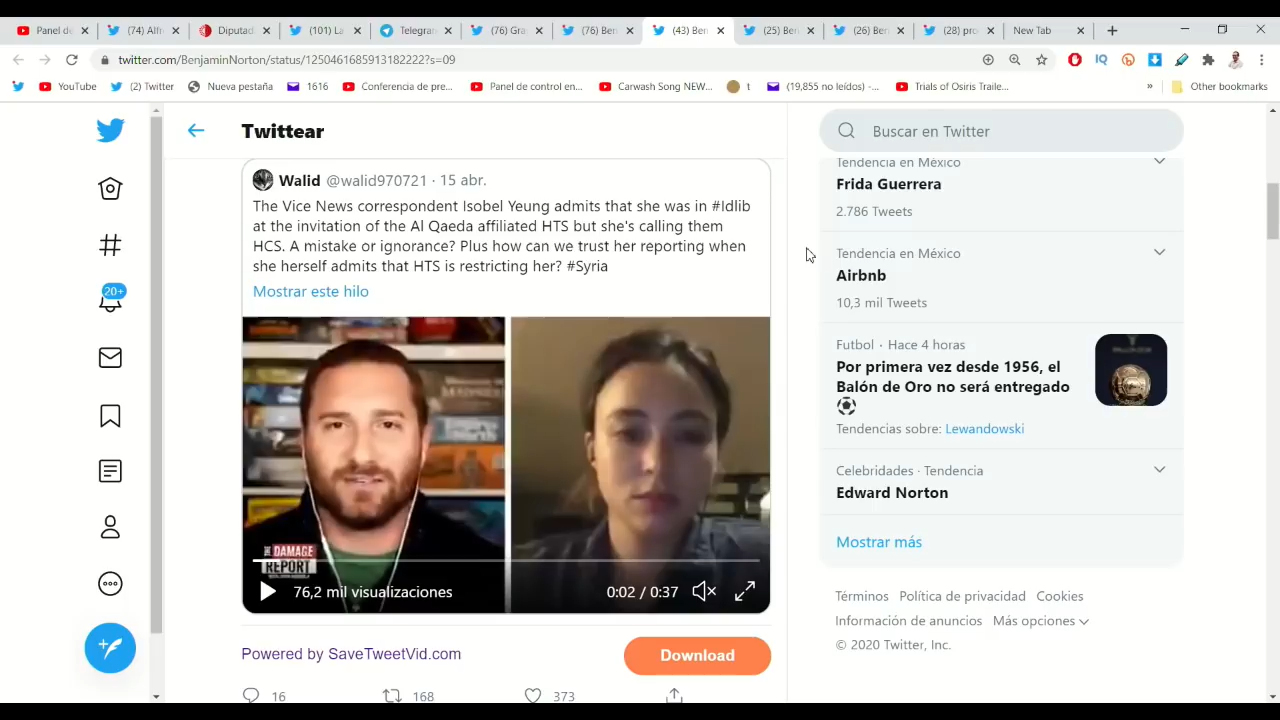 Panel de
(74) Alfr
Diputad
(101) La
Telegran
(76) Gra
(76) Ben
(43) Ben
(25) Ben
(26) Ben
(28) pro
New Tab
twitter.com/BenjaminNorton/status/1250461685913182222?s=0
YouTube
(2) Twitter
Nueva pestaña
1616
Conferencia de pre...
Panel de control en...
Carwash Song NEW...
t
(19,855 no leídos) -...
Trials of Osiris Traile...
»
Other bookmarks
Twittear
Buscar en Twitter
20+
Walid @walid970721 · 15 abr.
The Vice News correspondent Isobel Yeung admits that she was in #Idlib
at the invitation of the Al Qaeda affiliated HTS but she's calling them
HCS. A mistake or ignorance? Plus how can we trust her reporting when
she herself admits that HTS is restricting her? #Syria
Mostrar este hilo
THE DAMAGE
REPORT
76,2 mil visualizaciones
0:02 / 0:37
Powered by SaveTweetVid.com
Download
16
168
373
Tendencia en México
Frida Guerrera
2.786 Tweets
Tendencia en México
Airbnb
10,3 mil Tweets
Futbol · Hace 4 horas
Por primera vez desde 1956, el
Balón de Oro no será entregado
Tendencias sobre: Lewandowski
Celebridades · Tendencia
Edward Norton
Mostrar más
Términos Política de privacidad Cookies
Información de anuncios Más opciones
© 2020 Twitter, Inc.